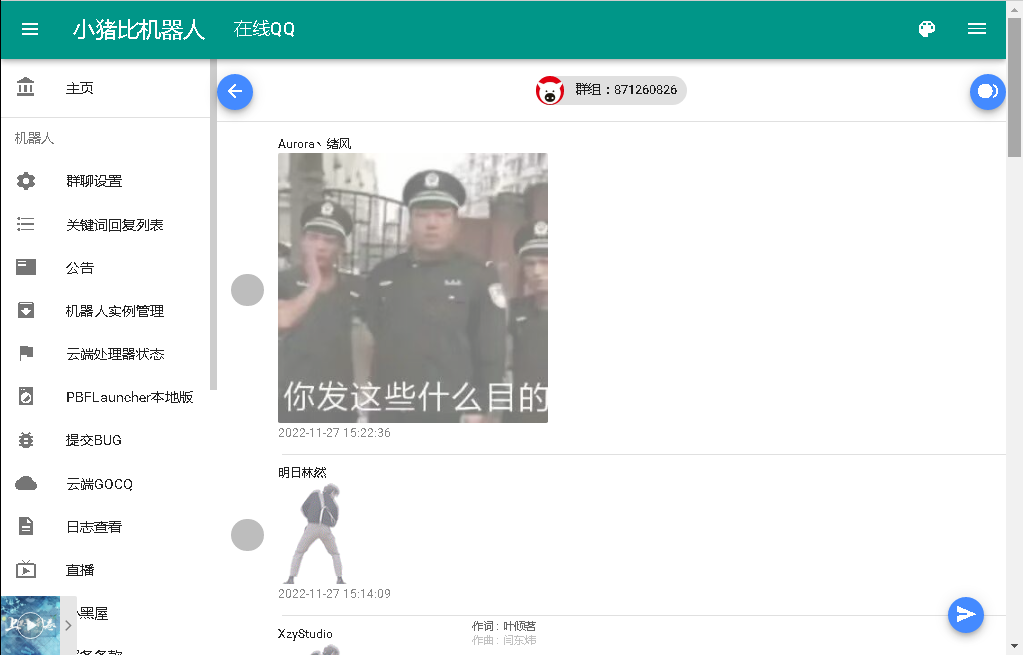 小猪比机器人 在线QQ
主页
机器人
群聊设置
关键词回复列表
公告
机器人实例管理
云端处理器状态
PBFLauncher本地版
提交BUG
云端GOCQ
日志查看
直播
小黑屋
群组：871260826
Aurora丶绪风
你发这些什么目的
2022-11-27 15:22:36
明日林然
2022-11-27 15:14:09
XzyStudio
作词 : 叶倾茗
作曲 : 闫东炜